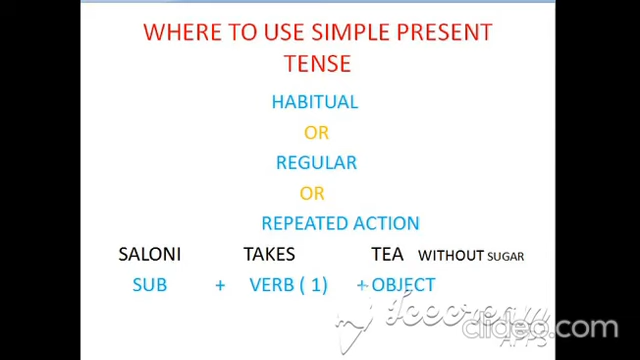 WHERE TO USE SIMPLE PRESENT
TENSE
HABITUAL
OR
REGULAR
OR
REPEATED ACTION
SALONI TAKES TEA WITHOUT SUGAR
SUB + VERB ( 1) + OBJECT
clideo.com
APPS